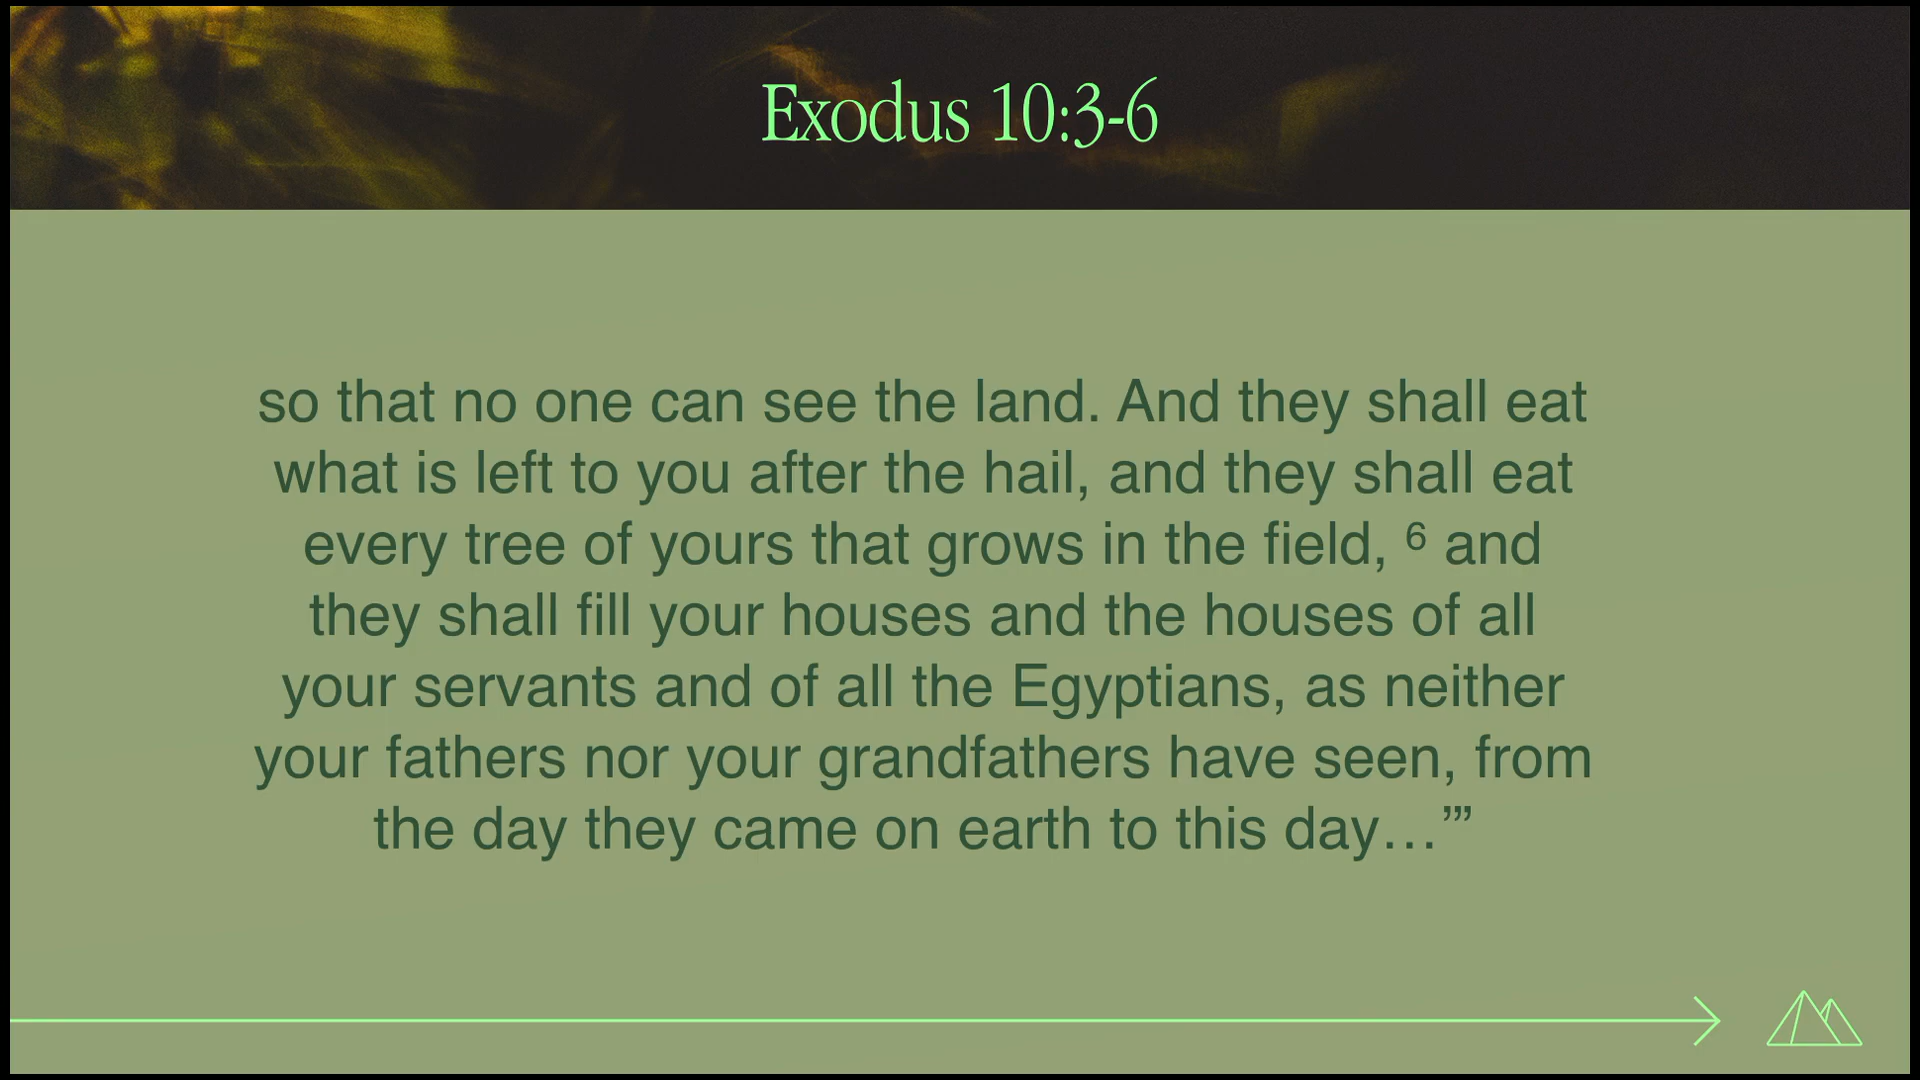 Exodus 10:3-6
so that no one can see the land. And they shall eat
what is left to you after the hail, and they shall eat
every tree of yours that grows in the field, ⁶ and
they shall fill your houses and the houses of all
your servants and of all the Egyptians, as neither
your fathers nor your grandfathers have seen, from
the day they came on earth to this day…’”